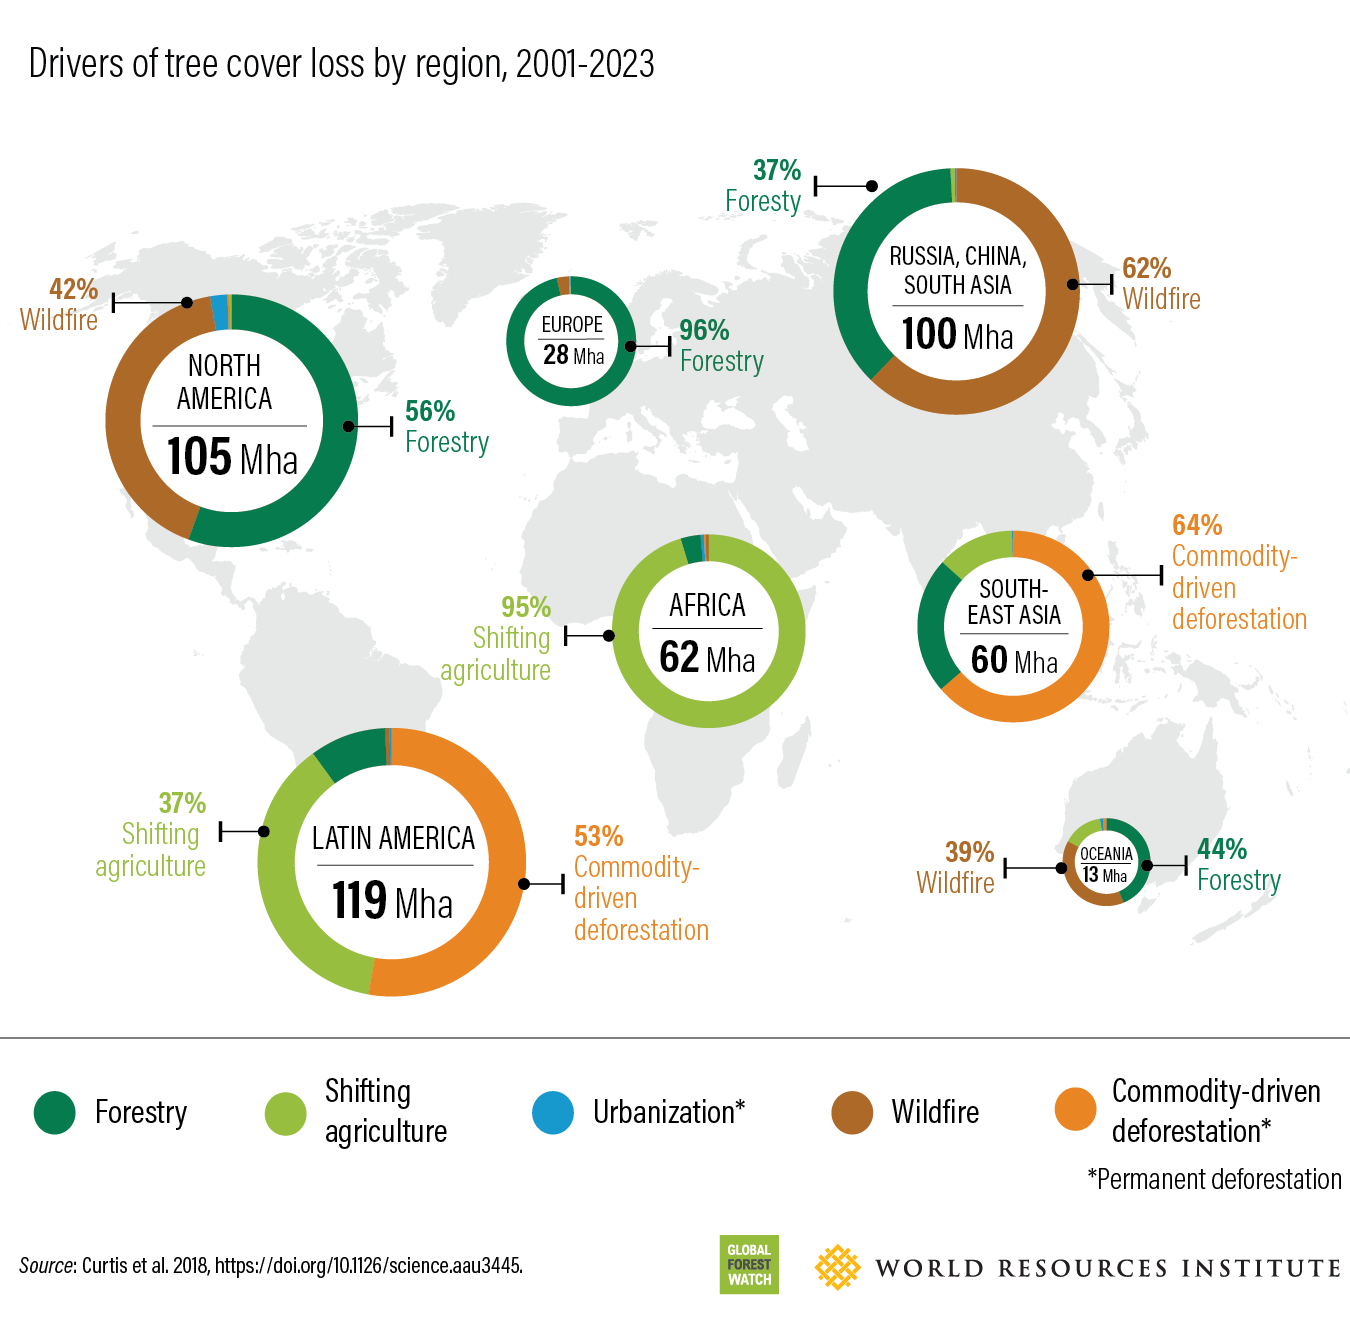 Drivers of tree cover loss by region, 2001-2023
37%
Foresty
RUSSIA, CHINA,
SOUTH ASIA
100 Mha
62%
Wildfire
42%
Wildfire
NORTH
AMERICA
105 Mha
56%
Forestry
EUROPE
28 Mha
96%
Forestry
95%
Shifting
agriculture
AFRICA
62 Mha
SOUTH-
EAST ASIA
60 Mha
64%
Commodity-
driven
deforestation
37%
Shifting
agriculture
LATIN AMERICA
119 Mha
53%
Commodity-
driven
deforestation
39%
Wildfire
OCEANIA
13 Mha
44%
Forestry
Forestry
Shifting
agriculture
Urbanization*
Wildfire
Commodity-driven
deforestation*
*Permanent deforestation
Source: Curtis et al. 2018, https://doi.org/10.1126/science.aau3445.
GLOBAL
FOREST
WATCH
WORLD RESOURCES INSTITUTE